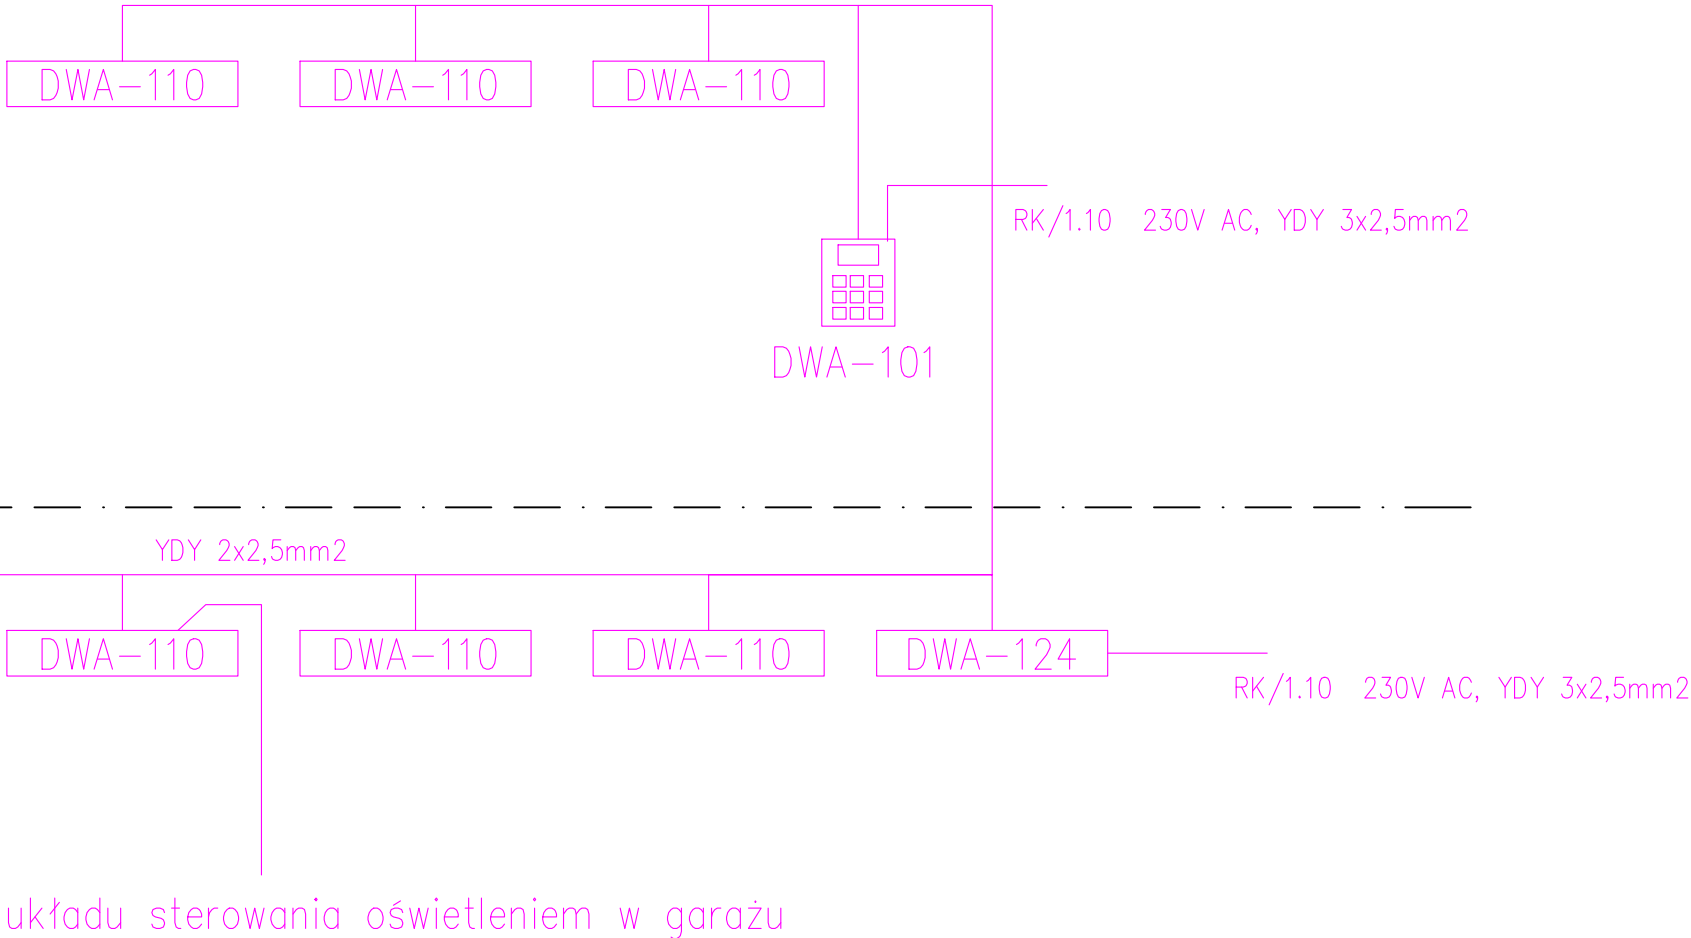 DWA-110 DWA-110 DWA-110
RK/1.10 230V AC, YDY 3x2,5mm2
DWA-101
YDY 2x2,5mm2
DWA-110 DWA-110 DWA-110 DWA-124
RK/1.10 230V AC, YDY 3x2,5mm2
układu sterowania oświetleniem w garażu